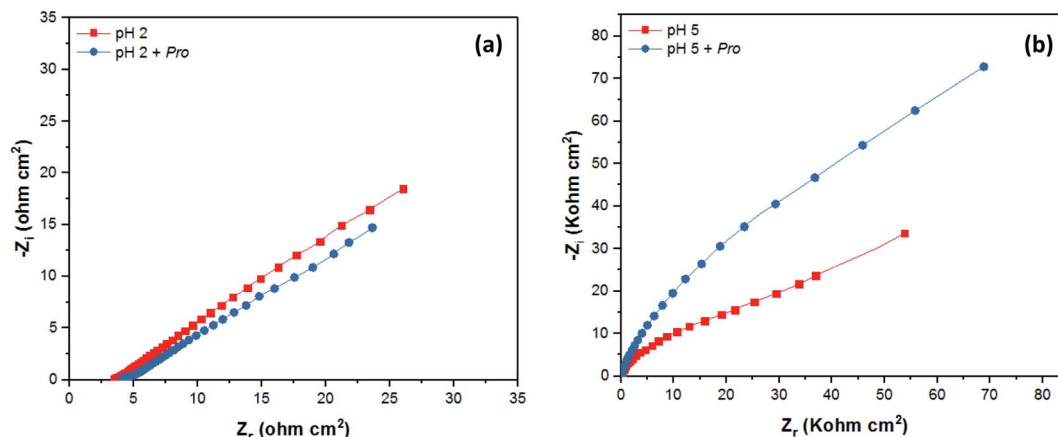 (a)
pH 2
pH 2 + Pro
35
30
25
20
15
10
5
0
-Zi (ohm cm²)
0 5 10 15 20 25 30 35
Zr (ohm cm²)
(b)
pH 5
pH 5 + Pro
80
70
60
50
40
30
20
10
0
-Zi (Kohm cm²)
0 10 20 30 40 50 60 70 80
Zr (Kohm cm²)